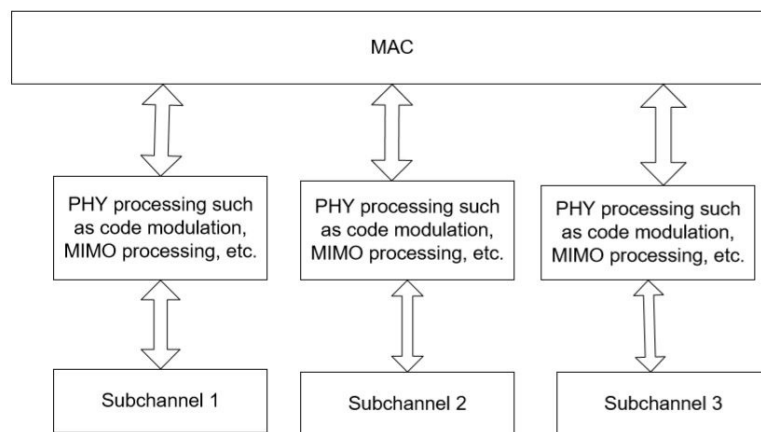 MAC
PHY processing such
as code modulation,
MIMO processing, etc.
PHY processing such
as code modulation,
MIMO processing, etc.
PHY processing such
as code modulation,
MIMO processing, etc.
Subchannel 1
Subchannel 2
Subchannel 3